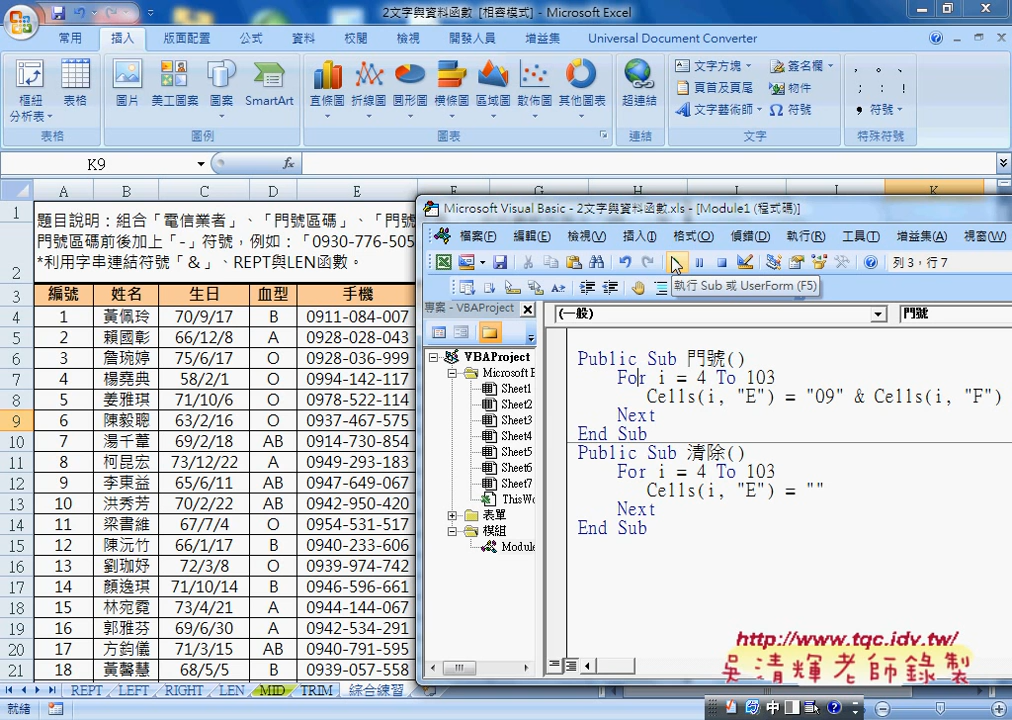 2文字與資料函數 [相容模式] - Microsoft Excel
常用 插入 版面配置 公式 資料 校閱 檢視 開發人員 增益集 Universal Document Converter
樞紐分析表 表格 圖片 美工圖案 圖案 SmartArt 直條圖 折線圖 圓形圖 橫條圖 區域圖 散佈圖 其他圖表 超連結
文字方塊 簽名欄
頁首及頁尾 物件
文字藝術師 Ω 符號 , 符號
表格 圖例 圖表 連結 文字 特殊符號
K9 fx
A B C D E F G H I J K
1 題目說明：組合「電信業者」、「門號區碼」、「門號
門號區碼前後加上「-」符號，例如：「0930-776-505
2 *利用字串連結符號「&」、REPT與LEN函數。
3 編號 姓名 生日 血型 手機
4 1 黃佩玲 70/9/17 B 0911-084-007
5 2 賴國彰 66/12/8 A 0928-028-043
6 3 詹琬婷 75/6/17 O 0928-036-999
7 4 楊堯典 58/2/1 O 0994-142-117
8 5 姜雅琪 71/10/6 O 0978-522-114
9 6 陳毅聰 63/2/16 O 0937-467-575
10 7 湯千葦 69/2/18 AB 0914-730-854
11 8 柯昆宏 73/12/22 A 0949-293-183
12 9 李東益 65/6/11 AB 0947-649-067
13 10 洪秀芳 70/2/22 AB 0942-950-420
14 11 梁書維 67/7/4 O 0954-531-517
15 12 陳沅竹 66/1/17 B 0940-233-606
16 13 劉珈妤 72/3/8 O 0939-974-742
17 14 顏逸琪 71/10/14 B 0946-596-661
18 15 林宛霓 73/4/21 A 0944-144-067
19 16 郭雅芬 69/6/30 A 0942-534-291
20 17 方鈞儀 71/3/15 AB 0940-791-595
21 18 黃馨慧 68/5/5 B 0939-057-558
REPT LEFT RIGHT LEN MID TRIM 綜合練習
就緒
Microsoft Visual Basic - 2文字與資料函數.xls - [Module1 (程式碼)]
檔案(F) 編輯(E) 檢視(V) 插入(I) 格式(O) 偵錯(D) 執行(R) 工具(T) 增益集(A) 視窗(W)
列 3，行 7
執行 Sub 或 UserForm (F5)
專案 - VBAProject
VBAProject
Microsoft E
Sheet1
Sheet2
Sheet3
Sheet4
Sheet5
Sheet6
Sheet7
ThisWo
表單
模組
Module
(一般) 門號
Public Sub 門號()
For i = 4 To 103
Cells(i, "E") = "09" & Cells(i, "F")
Next
End Sub
Public Sub 清除()
For i = 4 To 103
Cells(i, "E") = ""
Next
End Sub
http://www.tqc.idv.tw/
吳清輝老師錄製
中